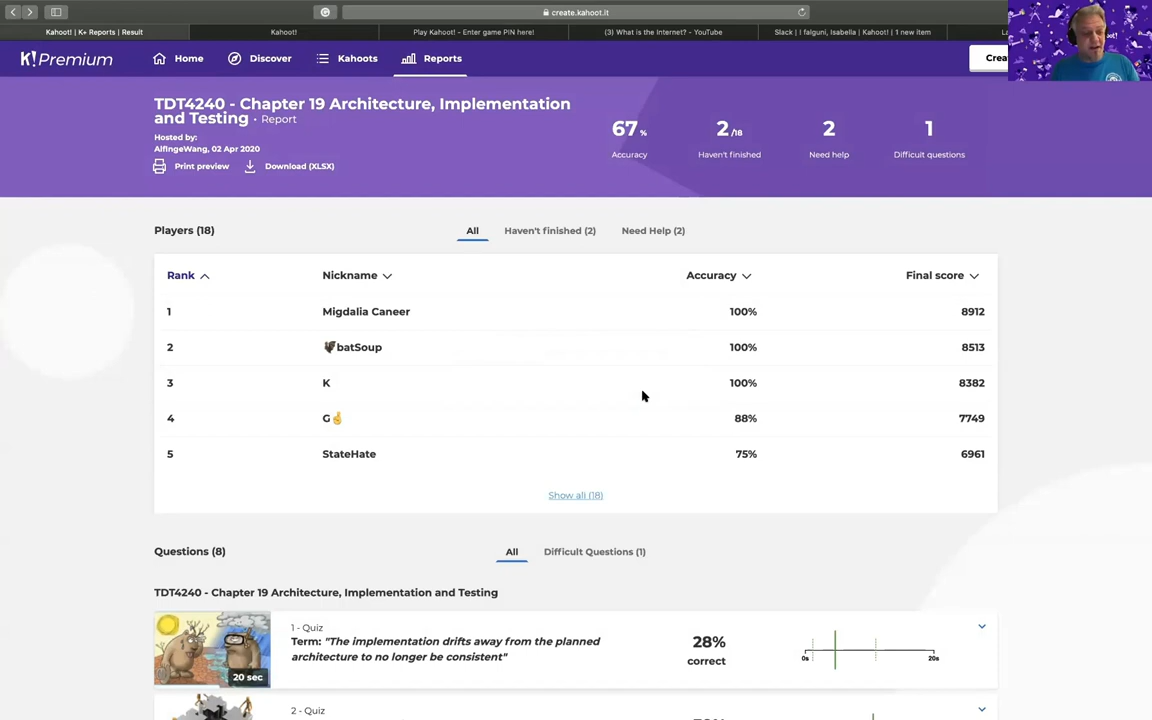 create.kahoot.it
Kahoot! | K+ Reports | Result
Kahoot!
Play Kahoot! - Enter game PIN here!
(3) What is the Internet? - YouTube
Slack | ! falguni, Isabella | Kahoot! | 1 new item
K!Premium
Home
Discover
Kahoots
Reports
TDT4240 - Chapter 19 Architecture, Implementation
and Testing • Report
Hosted by:
AlfIngeWang, 02 Apr 2020
Print preview
Download (XLSX)
67 %
Accuracy
2 /18
Haven't finished
2
Need help
1
Difficult questions
Players (18)
All
Haven't finished (2)
Need Help (2)
Rank
Nickname
Accuracy
Final score
1 Migdalia Caneer 100% 8912
2 batSoup 100% 8513
3 K 100% 8382
4 G🤞 88% 7749
5 StateHate 75% 6961
Show all (18)
Questions (8)
All
Difficult Questions (1)
TDT4240 - Chapter 19 Architecture, Implementation and Testing
20 sec
1 - Quiz
Term: "The implementation drifts away from the planned
architecture to no longer be consistent"
28%
correct
0s
20s
2 - Quiz